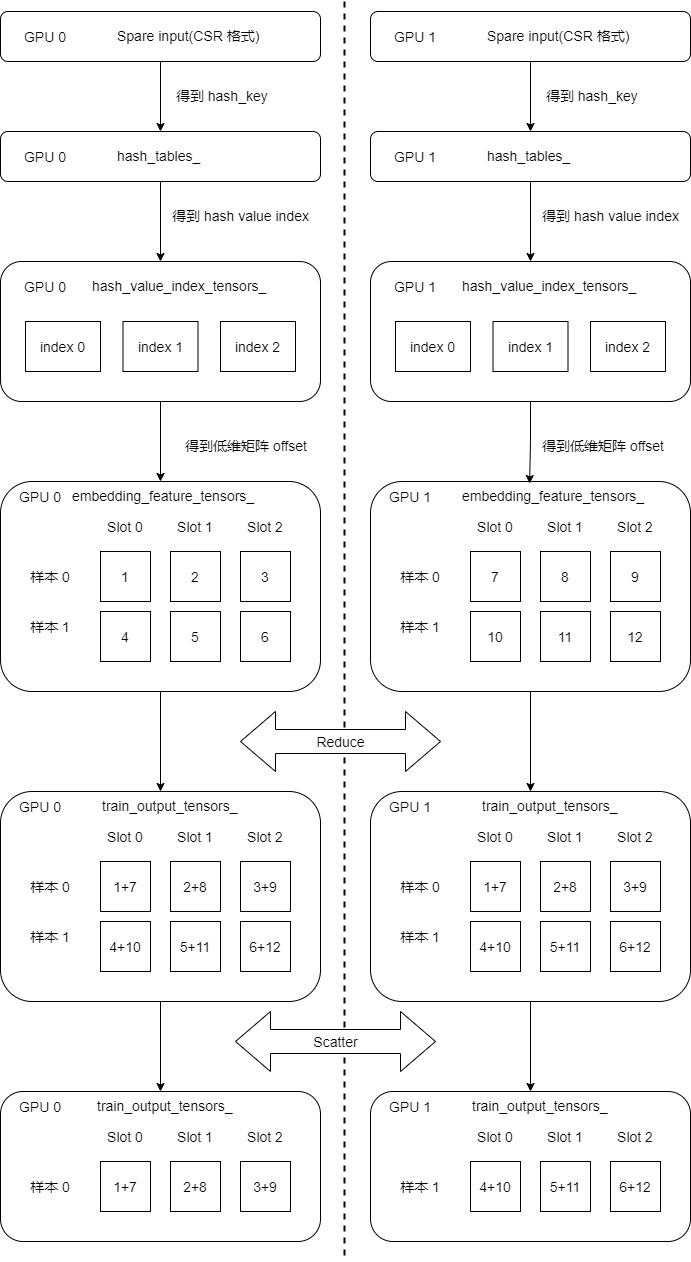 GPU 0 Spare input(CSR 格式)
GPU 1 Spare input(CSR 格式)
得到 hash_key
得到 hash_key
GPU 0 hash_tables_
GPU 1 hash_tables_
得到 hash value index
得到 hash value index
GPU 0 hash_value_index_tensors_
index 0 index 1 index 2
GPU 1 hash_value_index_tensors_
index 0 index 1 index 2
得到低维矩阵 offset
得到低维矩阵 offset
GPU 0 embedding_feature_tensors_
Slot 0 Slot 1 Slot 2
样本 0 1 2 3
样本 1 4 5 6
GPU 1 embedding_feature_tensors_
Slot 0 Slot 1 Slot 2
样本 0 7 8 9
样本 1 10 11 12
Reduce
GPU 0 train_output_tensors_
Slot 0 Slot 1 Slot 2
样本 0 1+7 2+8 3+9
样本 1 4+10 5+11 6+12
GPU 1 train_output_tensors_
Slot 0 Slot 1 Slot 2
样本 0 1+7 2+8 3+9
样本 1 4+10 5+11 6+12
Scatter
GPU 0 train_output_tensors_
Slot 0 Slot 1 Slot 2
样本 0 1+7 2+8 3+9
GPU 1 train_output_tensors_
Slot 0 Slot 1 Slot 2
样本 1 4+10 5+11 6+12